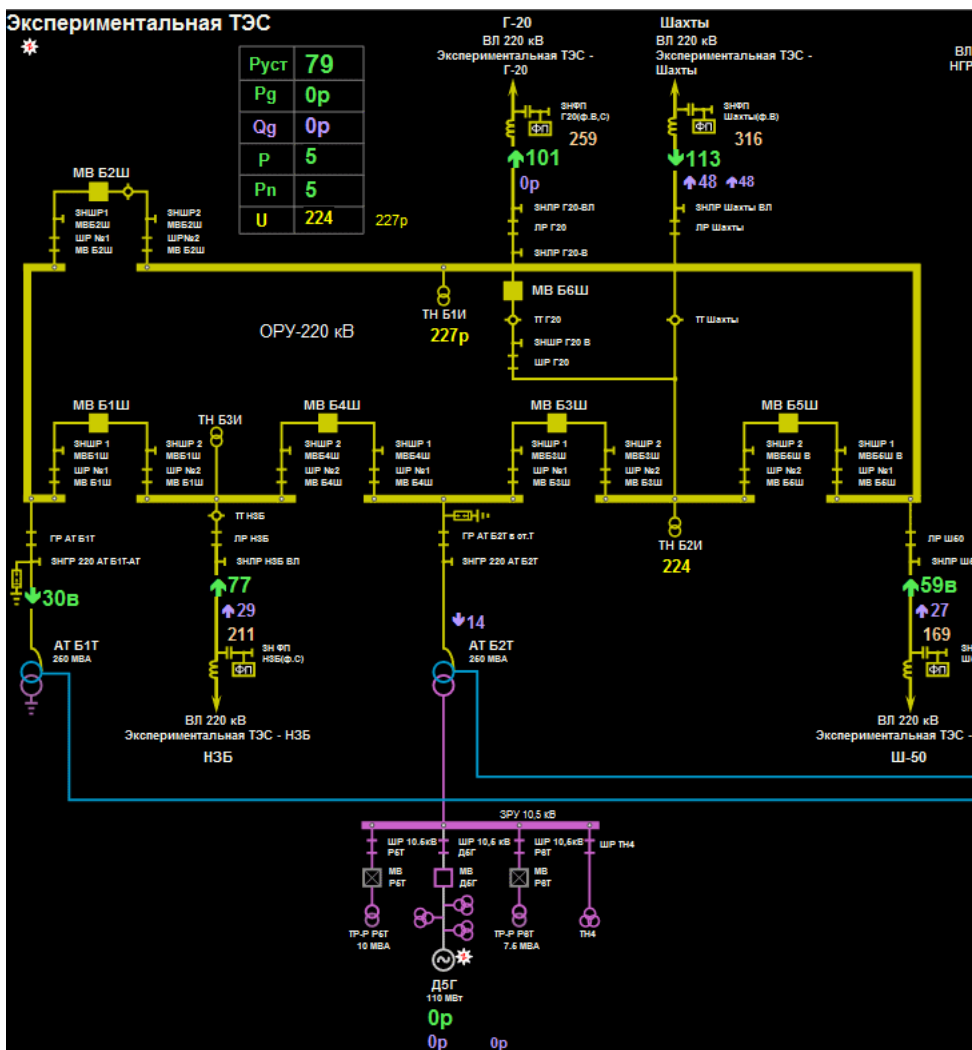 Экспериментальная ТЭС
Руст 79
Pg 0р
Qg 0р
P 5
Pn 5
U 224
227р
Г-20
ВЛ 220 кВ
Экспериментальная ТЭС -
Г-20
ЗНФП
Г20(ф.В,С)
ФП
259
101
0р
ЗНЛР Г20-ВЛ
ЛР Г20
ЗНЛР Г20-В
МВ Б6Ш
ТТ Г20
ЗНШР Г20 В
ШР Г20
Шахты
ВЛ 220 кВ
Экспериментальная ТЭС -
Шахты
ЗНФП
Шахты(ф.В)
ФП
316
113
48 48
ЗНЛР Шахты ВЛ
ЛР Шахты
ТТ Шахты
ВЛ
НГР
МВ Б2Ш
ЗНШР1
МВБ2Ш
ШР №1
МВ Б2Ш
ЗНШР2
МВБ2Ш
ШР№2
МВ Б2Ш
ТН Б1И
227р
ОРУ-220 кВ
МВ Б1Ш
ЗНШР 1
МВБ1Ш
ШР №1
МВ Б1Ш
ЗНШР 2
МВБ1Ш
ШР №2
МВ Б1Ш
ТН Б3И
МВ Б4Ш
ЗНШР 2
МВБ4Ш
ШР №2
МВ Б4Ш
ЗНШР 1
МВБ4Ш
ШР №1
МВ Б4Ш
МВ Б3Ш
ЗНШР 1
МВБ3Ш
ШР №1
МВ Б3Ш
ЗНШР 2
МВБ3Ш
ШР №2
МВ Б3Ш
МВ Б5Ш
ЗНШР 2
МВБ6Ш В
ШР №2
МВ Б6Ш
ЗНШР 1
МВБ6Ш В
ШР №1
МВ Б6Ш
ГР АТ Б1Т
ЗНГР 220 АТ Б1Т-АТ
30в
АТ Б1Т
260 МВА
ТТ НЗБ
ЛР НЗБ
ЗНЛР НЗБ ВЛ
77
29
211
ЗН ФП
НЗБ(ф.С)
ФП
ВЛ 220 кВ
Экспериментальная ТЭС - НЗБ
НЗБ
ГР АТ Б2Т в от.Т
ЗНГР 220 АТ Б2Т
14
АТ Б2Т
260 МВА
ТН Б2И
224
ЛР Ш50
ЗНЛР Ш5
59в
27
169
ЗН
Ш
ФП
ВЛ 220 кВ
Экспериментальная ТЭС -
Ш-50
ЗРУ 10,5 кВ
ШР 10.5кВ
Р5Т
МВ
Р5Т
ТР-Р Р5Т
10 МВА
ШР 10,5 кВ
Д5Г
МВ
Д5Г
ШР 10,5кВ
Р6Т
МВ
Р6Т
ТР-Р Р6Т
7.5 МВА
ШР ТН4
ТН4
Д5Г
110 МВт
0р
0р 0р